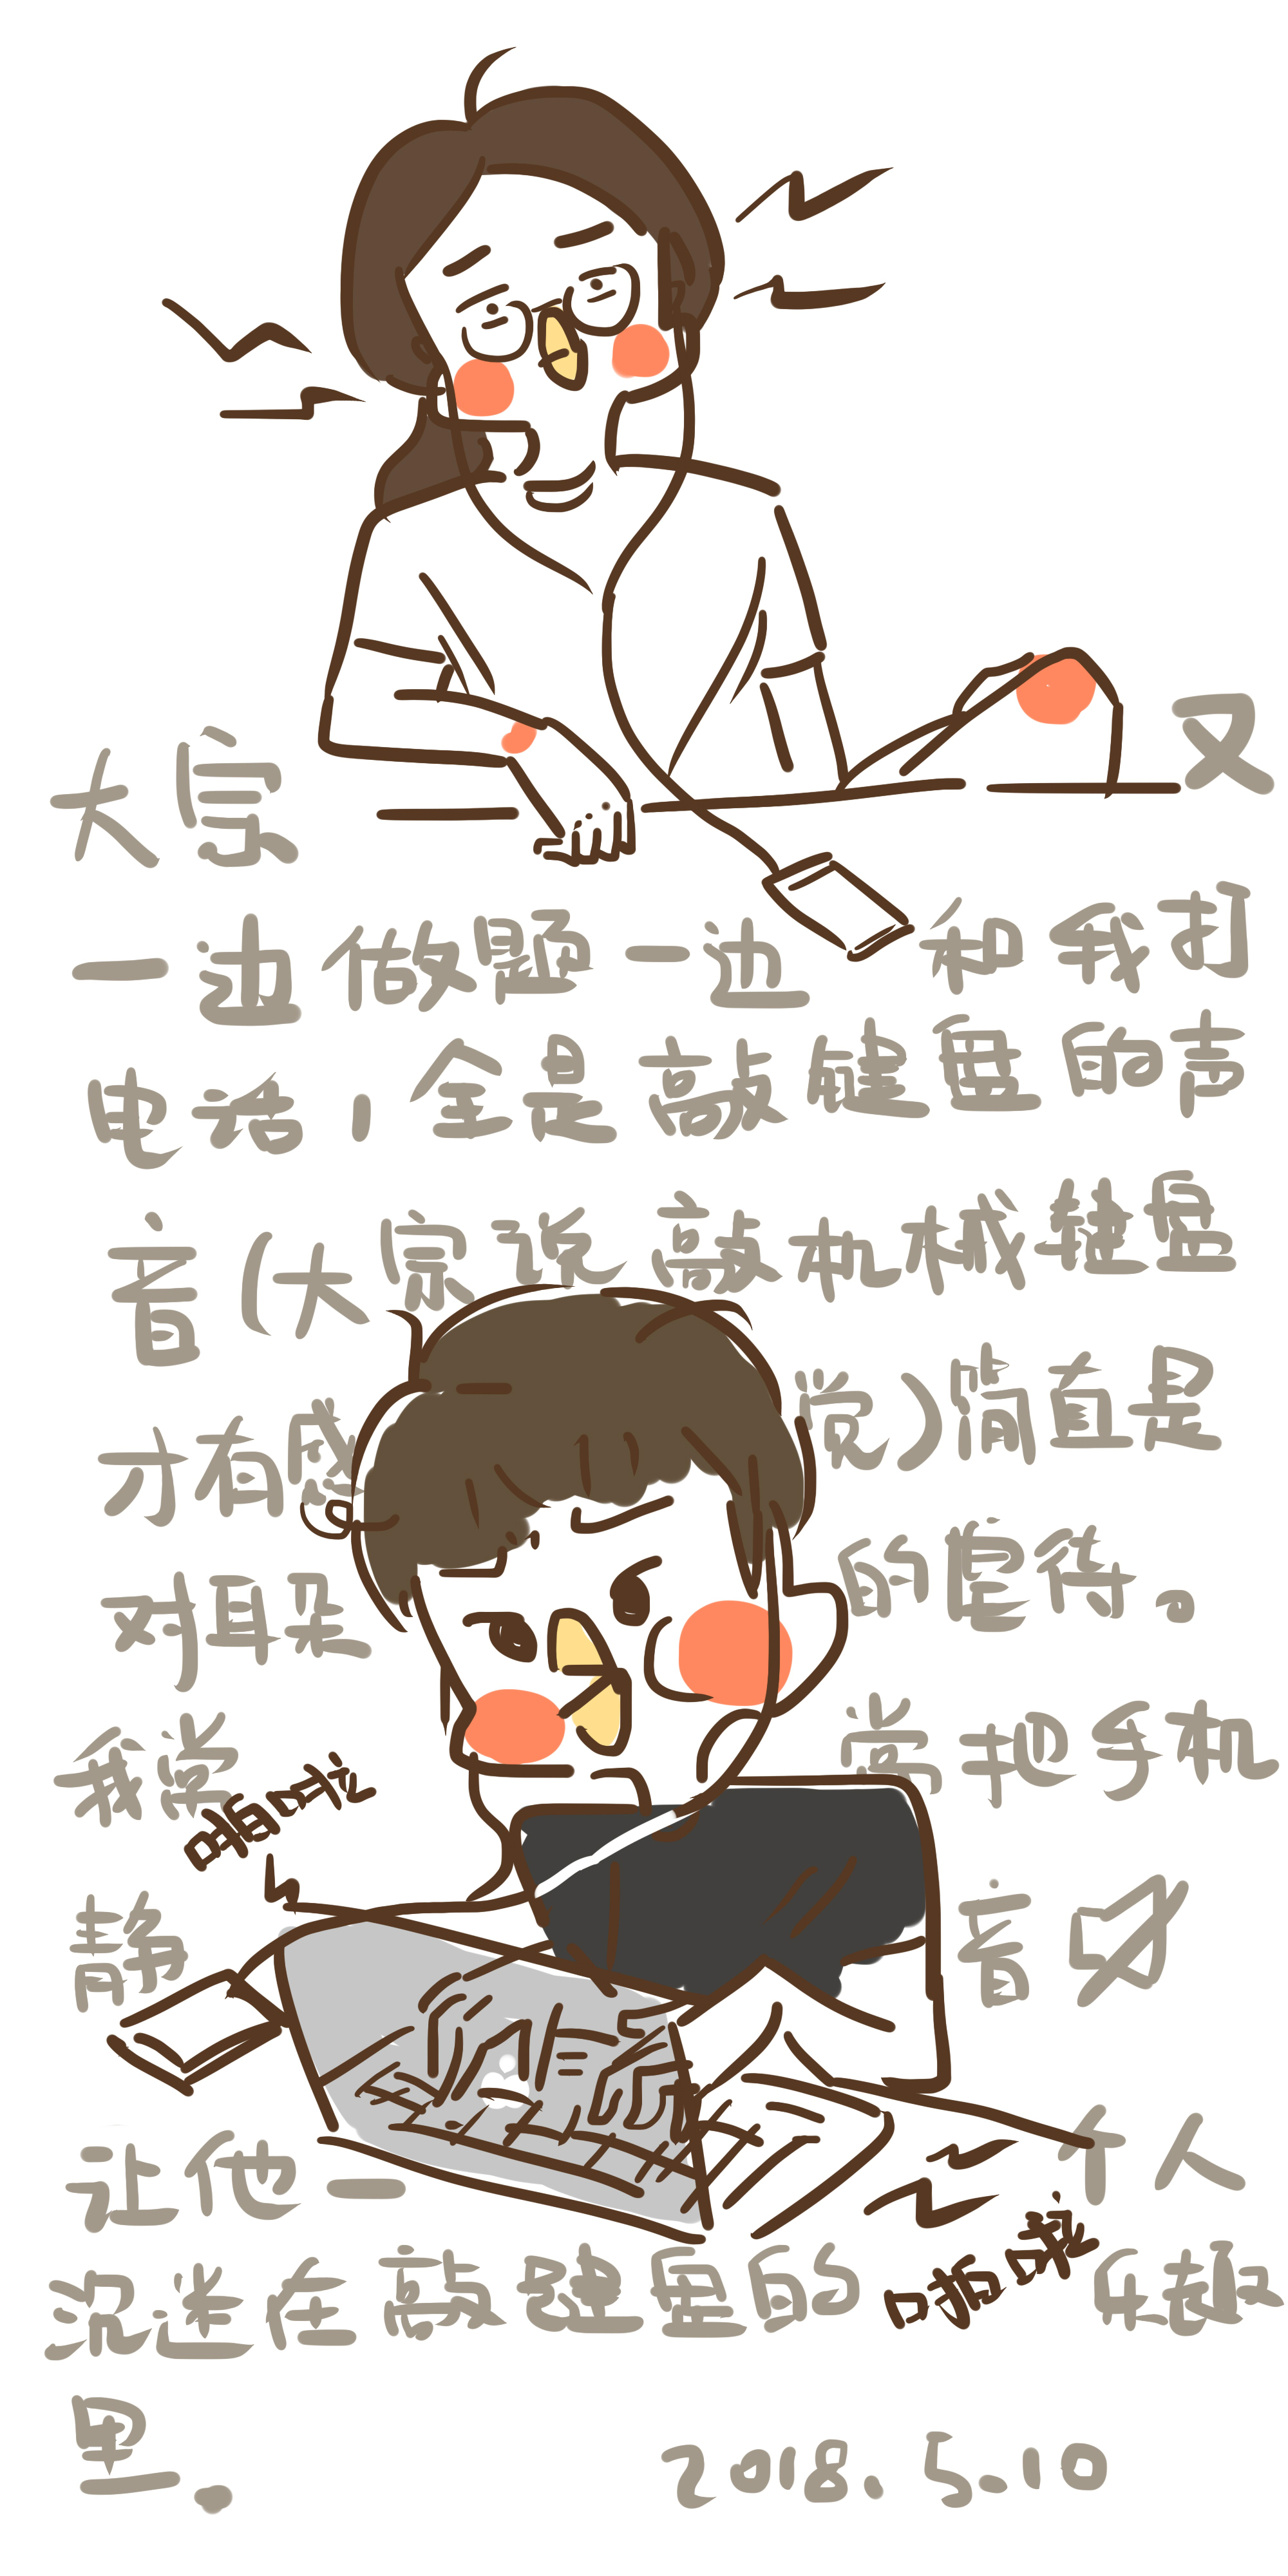 大宗 又
一边做题一边 和我打
电话，全是敲键盘的声
音（大宗说敲机械键盘
才有感 觉）简直是
对耳朵 的虐待。
我常 常把手机
啪啦
静 音
让他一 个人
沉迷在敲键盘的 乐趣
啪啦
里。
2018.5.10